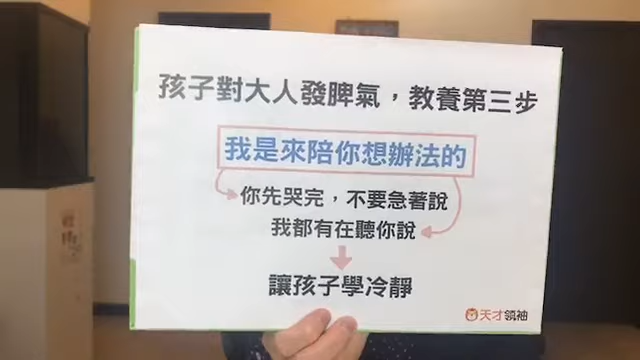 孩子對大人發脾氣，教養第三步
我是來陪你想辦法的
你先哭完，不要急著說
我都有在聽你說
讓孩子學冷靜
天才領袖